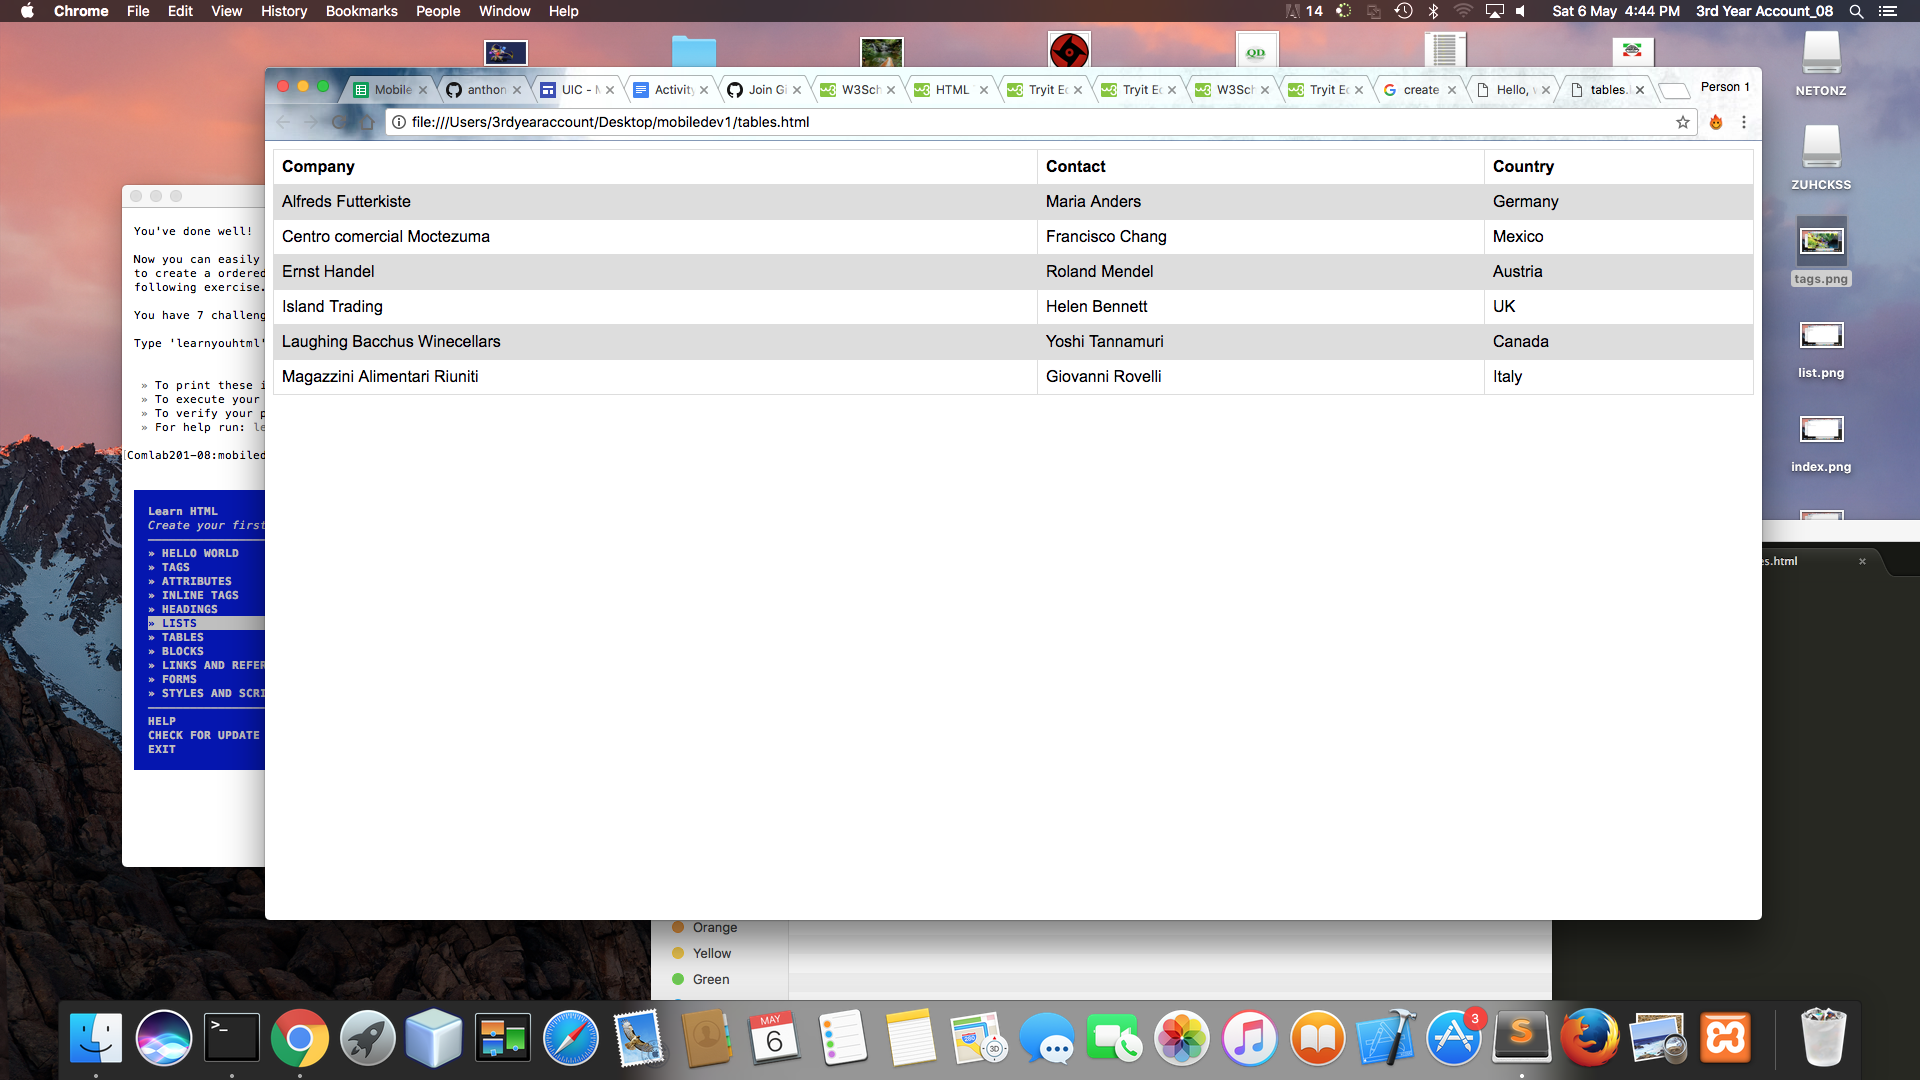 Chrome File Edit View History Bookmarks People Window Help 14 Sat 6 May 4:44 PM 3rd Year Account_08
Mobile anthon UIC - M Activity Join Gi W3Sch HTML Tryit Ed Tryit Ed W3Sch Tryit Ed create Hello, tables. Person 1
file:///Users/3rdyearaccount/Desktop/mobiledev1/tables.html
Company Contact Country
Alfreds Futterkiste Maria Anders Germany
Centro comercial Moctezuma Francisco Chang Mexico
Ernst Handel Roland Mendel Austria
Island Trading Helen Bennett UK
Laughing Bacchus Winecellars Yoshi Tannamuri Canada
Magazzini Alimentari Riuniti Giovanni Rovelli Italy
You've done well!
Now you can easily
to create a ordered
following exercise.
You have 7 challeng
Type 'learnyouhtml'
» To print these i
» To execute your
» To verify your p
» For help run: le
[Comlab201-08:mobiled
Learn HTML
Create your first
» HELLO WORLD
» TAGS
» ATTRIBUTES
» INLINE TAGS
» HEADINGS
» LISTS
» TABLES
» BLOCKS
» LINKS AND REFER
» FORMS
» STYLES AND SCRI
HELP
CHECK FOR UPDATE
EXIT
QD
NETONZ
ZUHCKSS
tags.png
list.png
index.png
es.html
Orange
Yellow
Green
MAY
6
280
3D
3